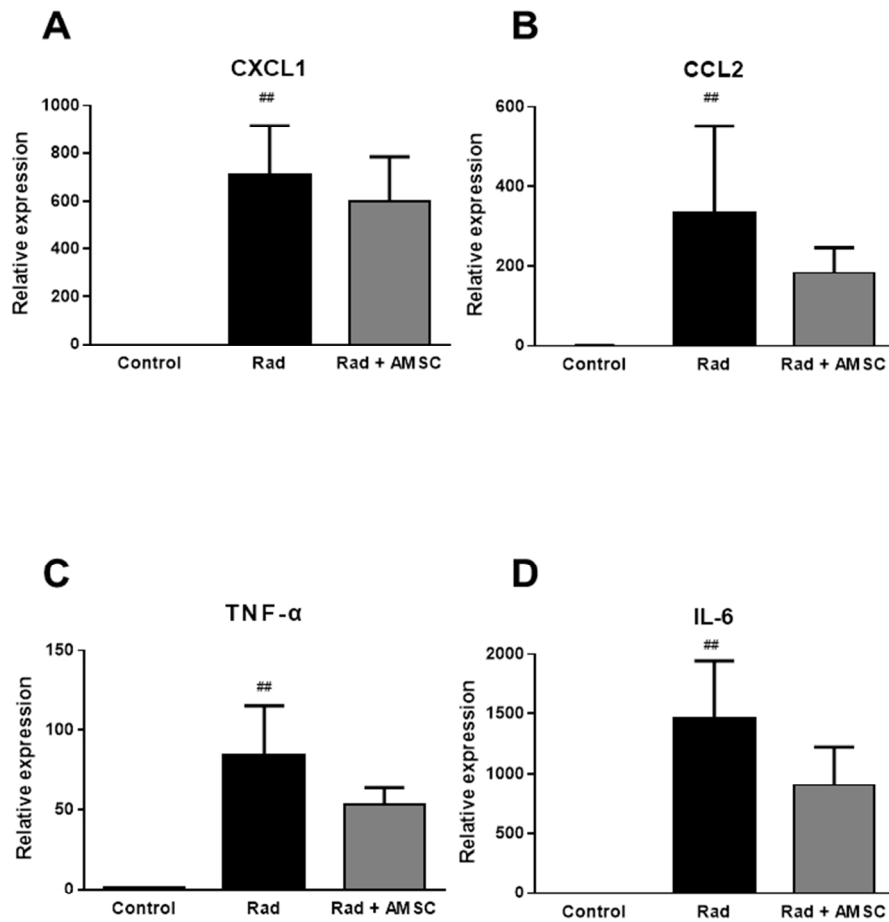 A
B
CXCL1
CCL2
##
##
Relative expression
1000
800
600
400
200
0
Control
Rad
Rad + AMSC
Relative expression
600
400
200
0
Control
Rad
Rad + AMSC
C
D
TNF-α
IL-6
##
##
Relative expression
150
100
50
0
Control
Rad
Rad + AMSC
Relative expression
2000
1500
1000
500
0
Control
Rad
Rad + AMSC